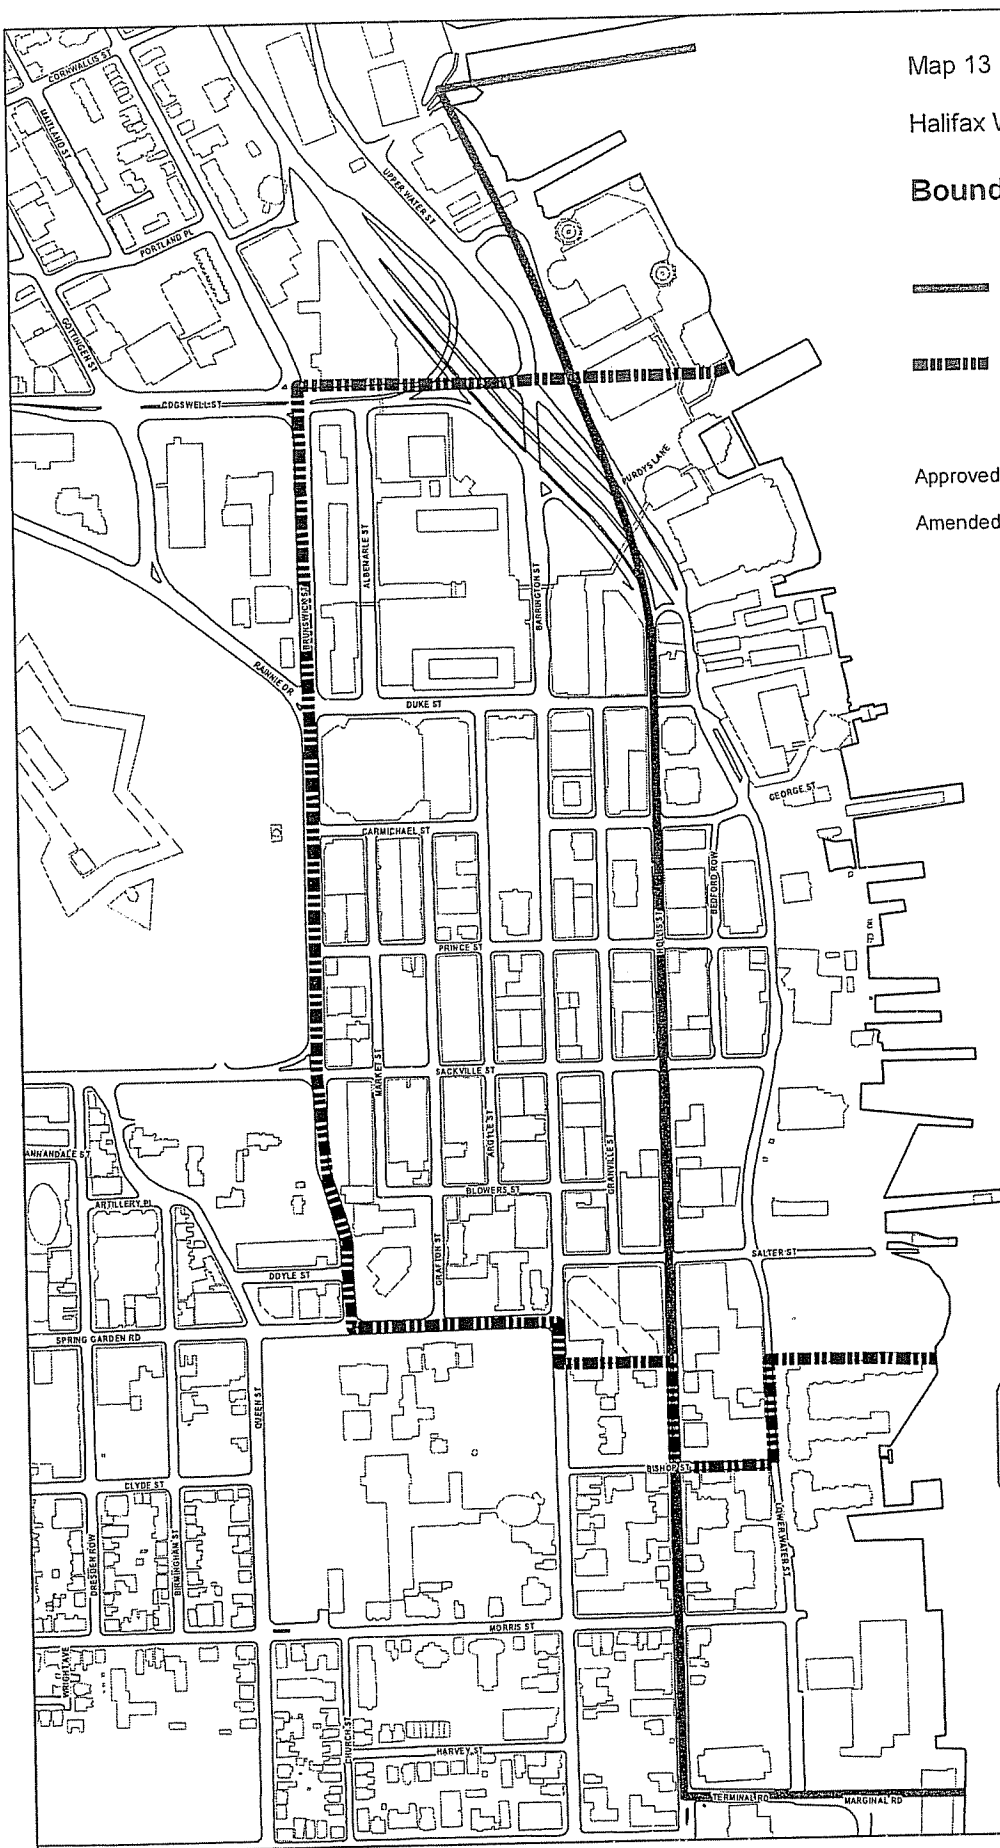 Map 13
Halifax W
Bound
Approved
Amended
CORNWALLIS ST
MAITLAND ST
UPPER WATER ST
PORTLAND PL
GOTTINGEN ST
COGSWELL ST
PURDYS LANE
ALBEMARLE ST
BARRINGTON ST
BRUNSWICK ST
RAINNIE DR
DUKE ST
GEORGE ST
CARMICHAEL ST
BEDFORD ROW
HOLLIS ST
PRINCE ST
MARKET ST
SACKVILLE ST
ARGYLE ST
GRANVILLE ST
ANNANDALE ST
BLOWERS ST
ARTILLERY PL
GRAFTON ST
SALTER ST
DOYLE ST
SPRING GARDEN RD
QUEEN ST
BISHOP ST
CLYDE ST
LOWER WATER ST
DRESDEN ROW
BIRMINGHAM ST
MORRIS ST
WRIGHT AVE
CHURCH ST
HARVEY ST
TERMINAL RD
MARGINAL RD